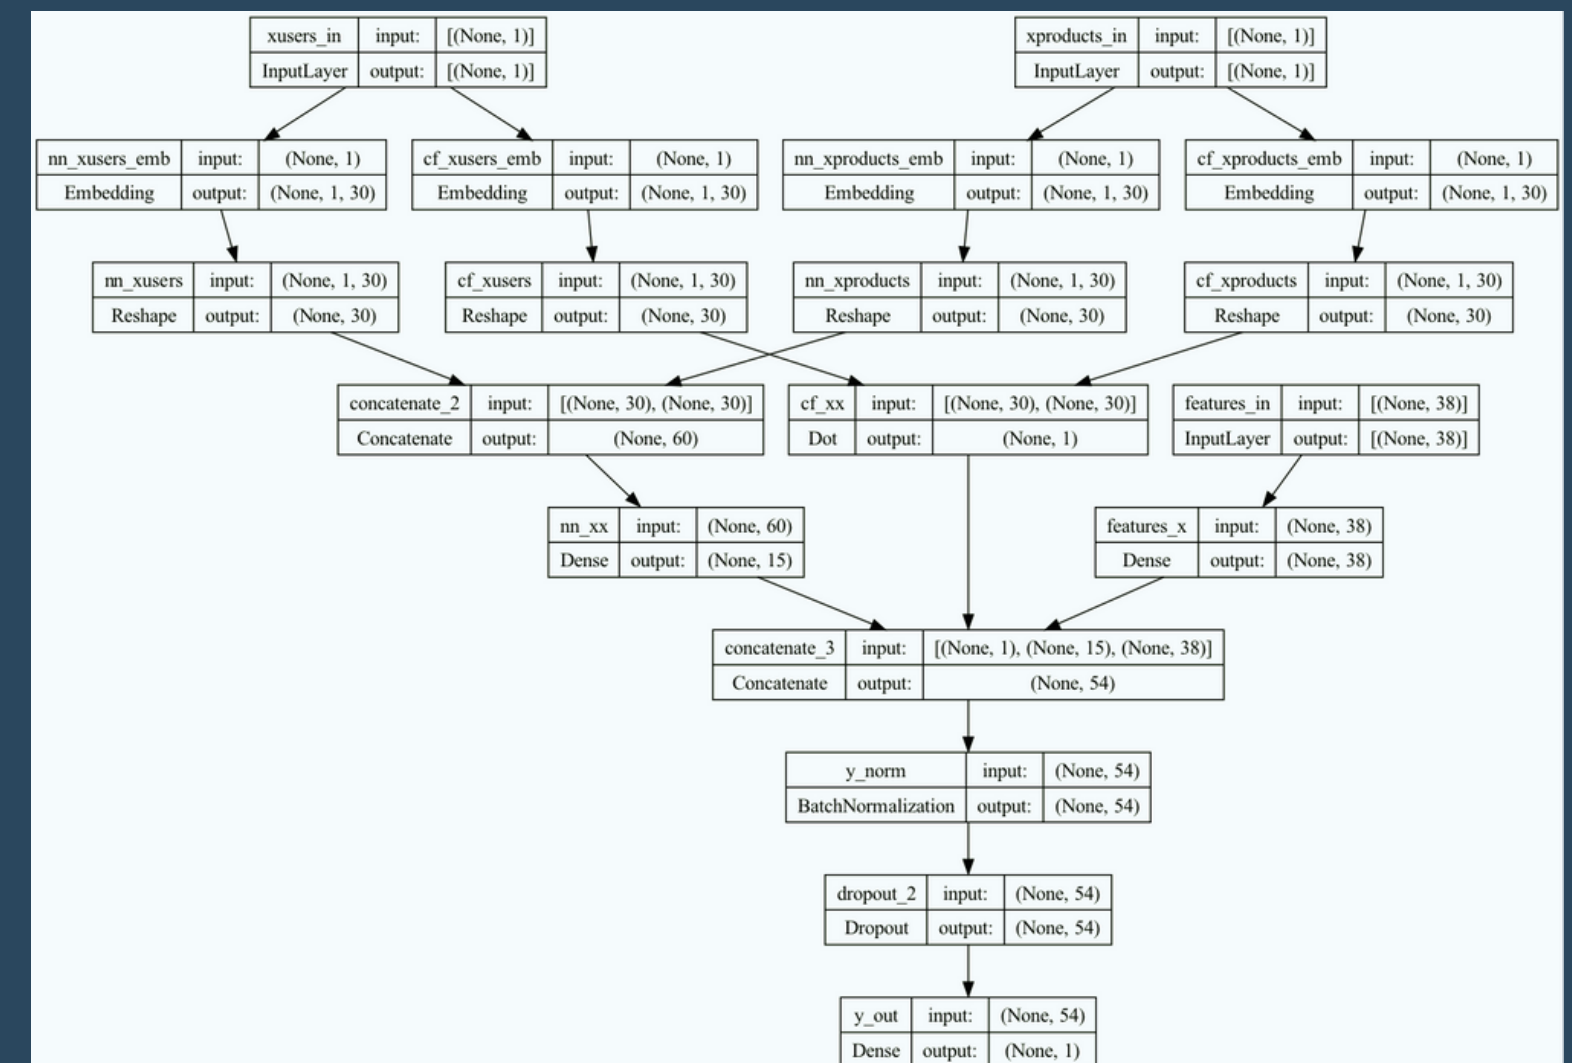 xusers_in input: [(None, 1)]
InputLayer output: [(None, 1)]
xproducts_in input: [(None, 1)]
InputLayer output: [(None, 1)]
nn_xusers_emb input: (None, 1)
Embedding output: (None, 1, 30)
cf_xusers_emb input: (None, 1)
Embedding output: (None, 1, 30)
nn_xproducts_emb input: (None, 1)
Embedding output: (None, 1, 30)
cf_xproducts_emb input: (None, 1)
Embedding output: (None, 1, 30)
nn_xusers input: (None, 1, 30)
Reshape output: (None, 30)
cf_xusers input: (None, 1, 30)
Reshape output: (None, 30)
nn_xproducts input: (None, 1, 30)
Reshape output: (None, 30)
cf_xproducts input: (None, 1, 30)
Reshape output: (None, 30)
concatenate_2 input: [(None, 30), (None, 30)]
Concatenate output: (None, 60)
cf_xx input: [(None, 30), (None, 30)]
Dot output: (None, 1)
features_in input: [(None, 38)]
InputLayer output: [(None, 38)]
nn_xx input: (None, 60)
Dense output: (None, 15)
features_x input: (None, 38)
Dense output: (None, 38)
concatenate_3 input: [(None, 1), (None, 15), (None, 38)]
Concatenate output: (None, 54)
y_norm input: (None, 54)
BatchNormalization output: (None, 54)
dropout_2 input: (None, 54)
Dropout output: (None, 54)
y_out input: (None, 54)
Dense output: (None, 1)